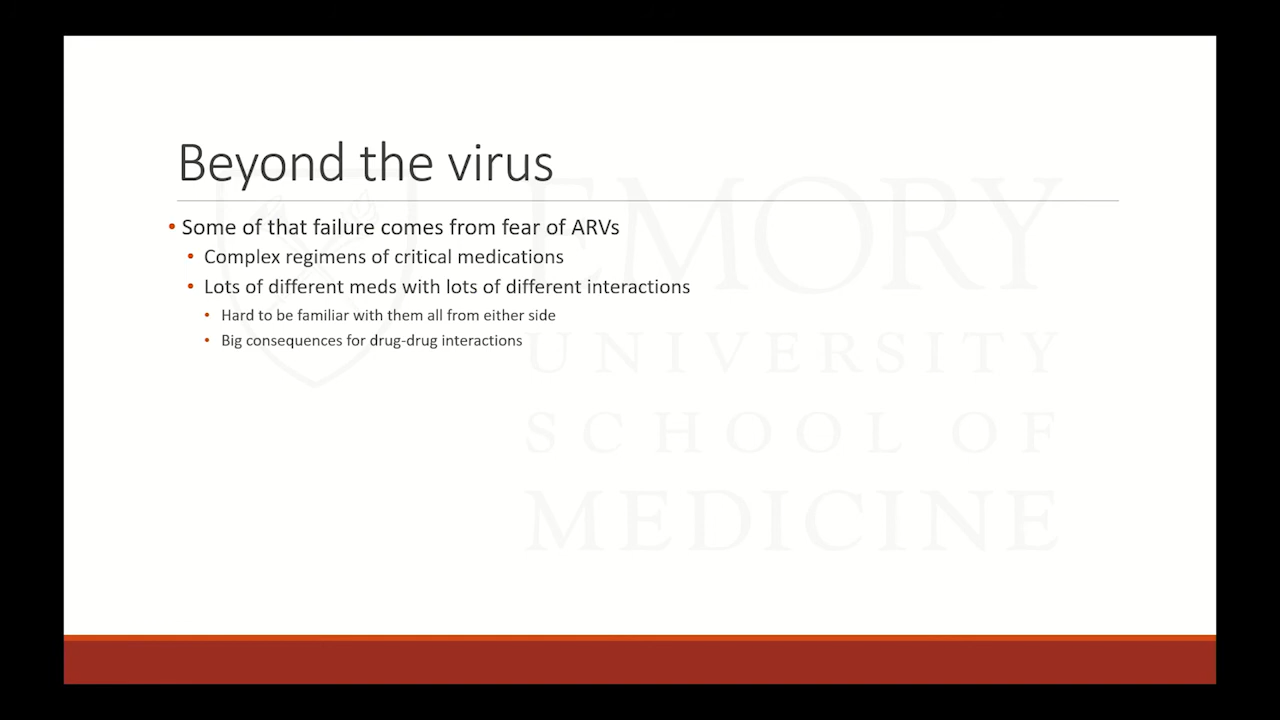 Beyond the virus
• Some of that failure comes from fear of ARVs
• Complex regimens of critical medications
• Lots of different meds with lots of different interactions
• Hard to be familiar with them all from either side
• Big consequences for drug-drug interactions
EMORY
UNIVERSITY
SCHOOL OF
MEDICINE